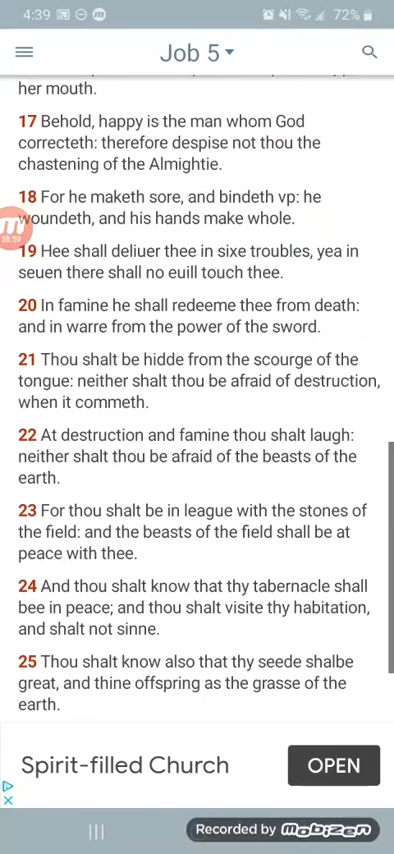 4:39 72%
Job 5
her mouth.
17 Behold, happy is the man whom God
correcteth: therefore despise not thou the
chastening of the Almightie.
18 For he maketh sore, and bindeth vp: he
woundeth, and his hands make whole.
38:50
19 Hee shall deliuer thee in sixe troubles, yea in
seuen there shall no euill touch thee.
20 In famine he shall redeeme thee from death:
and in warre from the power of the sword.
21 Thou shalt be hidde from the scourge of the
tongue: neither shalt thou be afraid of destruction,
when it commeth.
22 At destruction and famine thou shalt laugh:
neither shalt thou be afraid of the beasts of the
earth.
23 For thou shalt be in league with the stones of
the field: and the beasts of the field shall be at
peace with thee.
24 And thou shalt know that thy tabernacle shall
bee in peace; and thou shalt visite thy habitation,
and shalt not sinne.
25 Thou shalt know also that thy seede shalbe
great, and thine offspring as the grasse of the
earth.
Spirit-filled Church OPEN
Recorded by mobizen